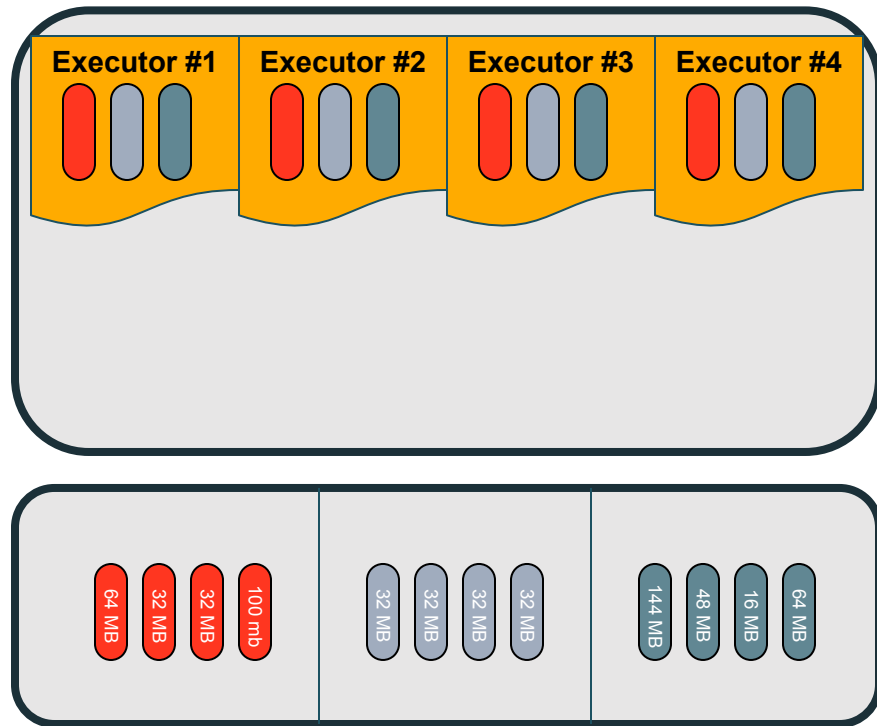 Executor #1
Executor #2
Executor #3
Executor #4
64 MB
32 MB
32 MB
100 mb
32 MB
32 MB
32 MB
32 MB
144 MB
48 MB
16 MB
64 MB